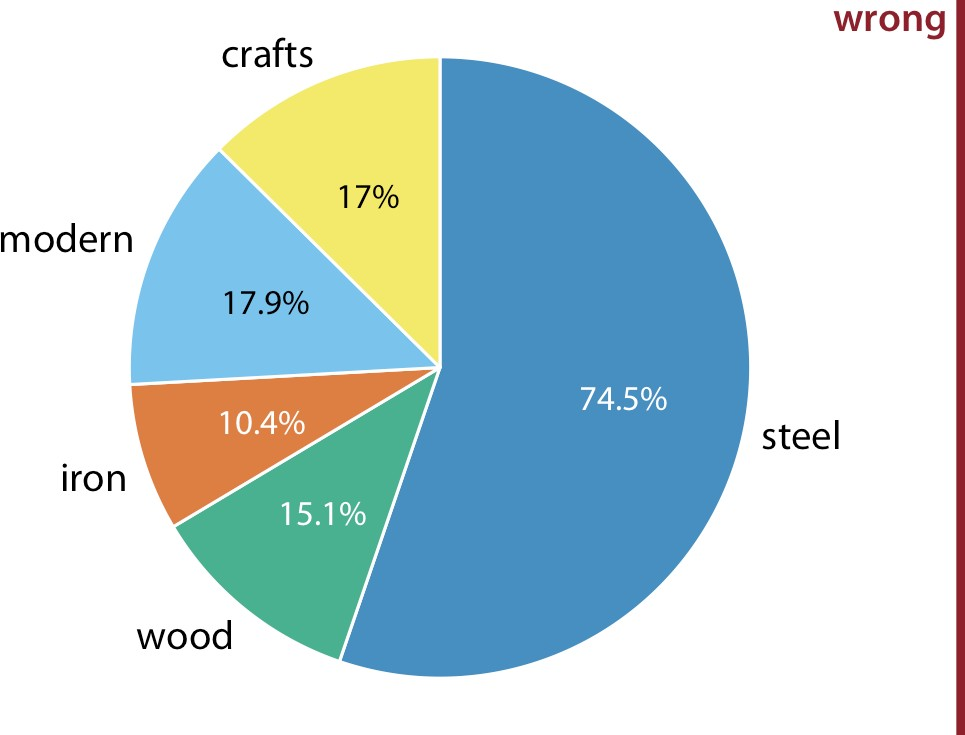 wrong
crafts
17%
modern
17.9%
74.5%
steel
10.4%
iron
15.1%
wood